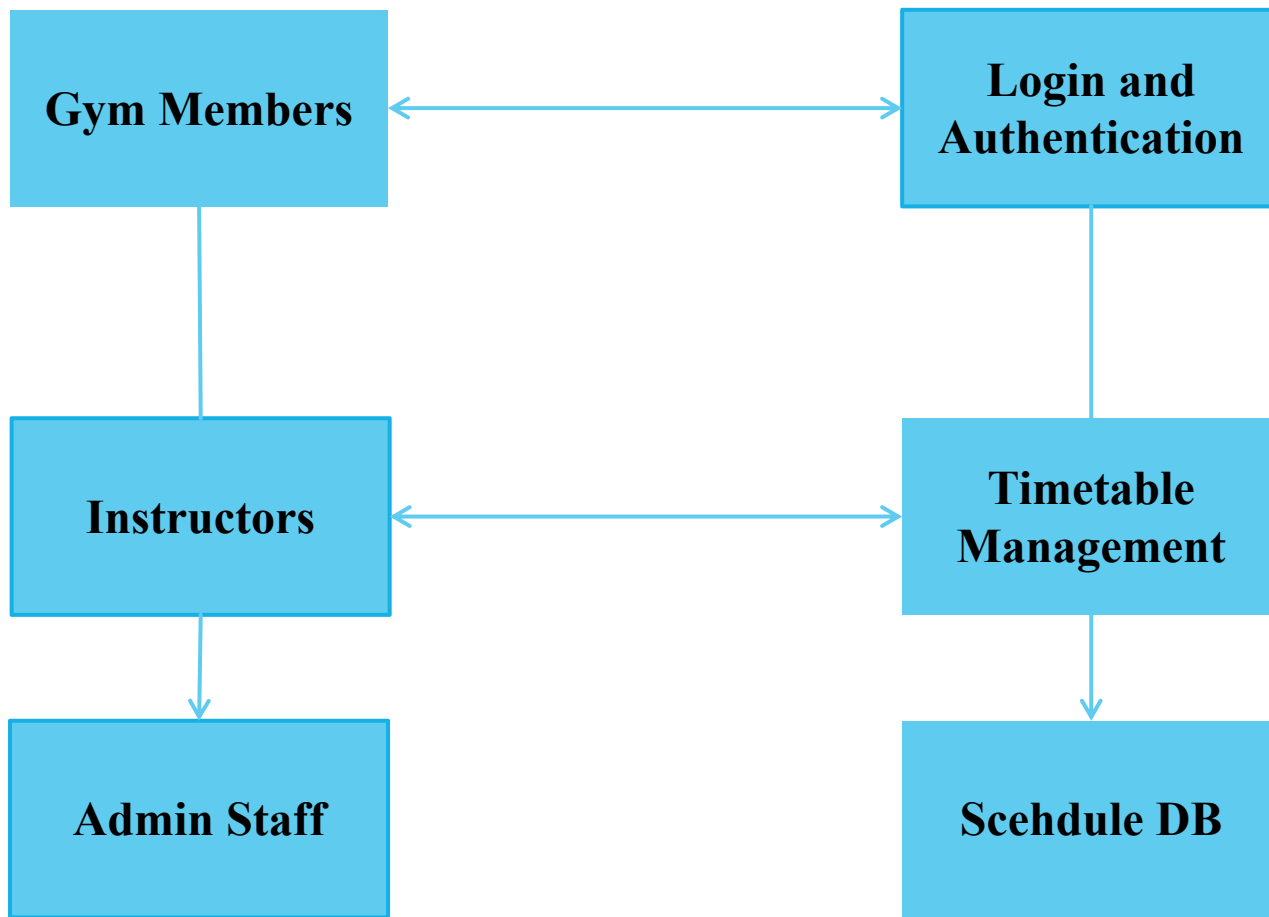 Gym Members
Login and
Authentication
Instructors
Timetable
Management
Admin Staff
Scehdule DB